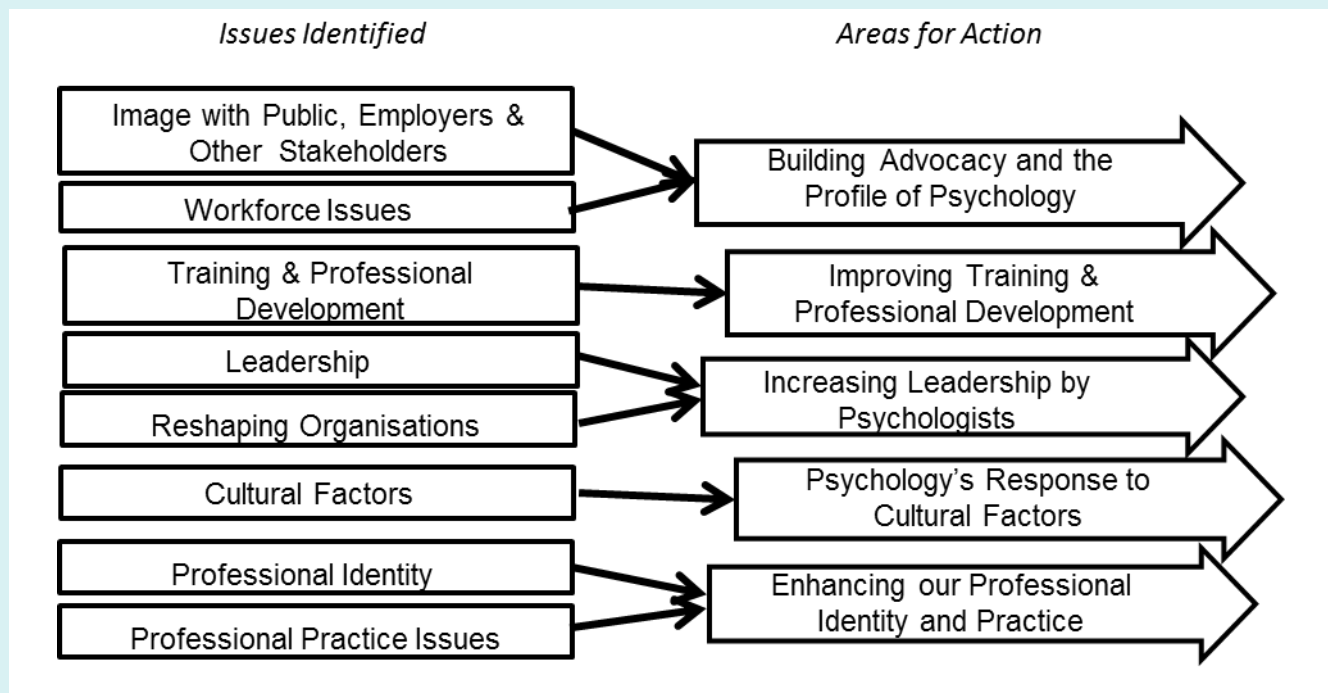 Issues Identified
Areas for Action
Image with Public, Employers &
Other Stakeholders
Workforce Issues
Training & Professional
Development
Leadership
Reshaping Organisations
Cultural Factors
Professional Identity
Professional Practice Issues
Building Advocacy and the
Profile of Psychology
Improving Training &
Professional Development
Increasing Leadership by
Psychologists
Psychology's Response to
Cultural Factors
Enhancing our Professional
Identity and Practice